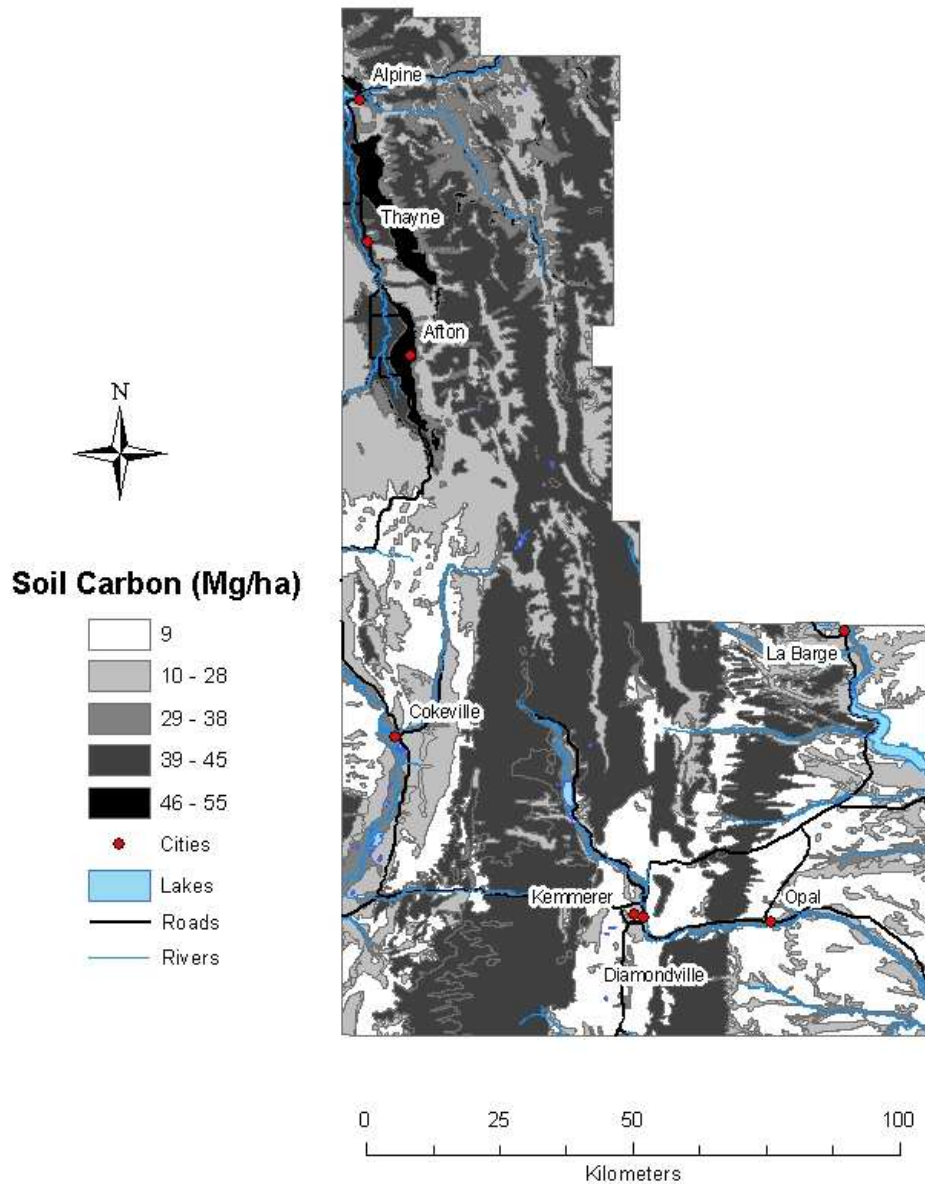 Alpine
Thayne
Afton
N
Soil Carbon (Mg/ha)
9
10 - 28
29 - 38
39 - 45
46 - 55
Cities
Lakes
Roads
Rivers
La Barge
Cokeville
Kemmerer
Opal
Diamondville
0 25 50 100
Kilometers